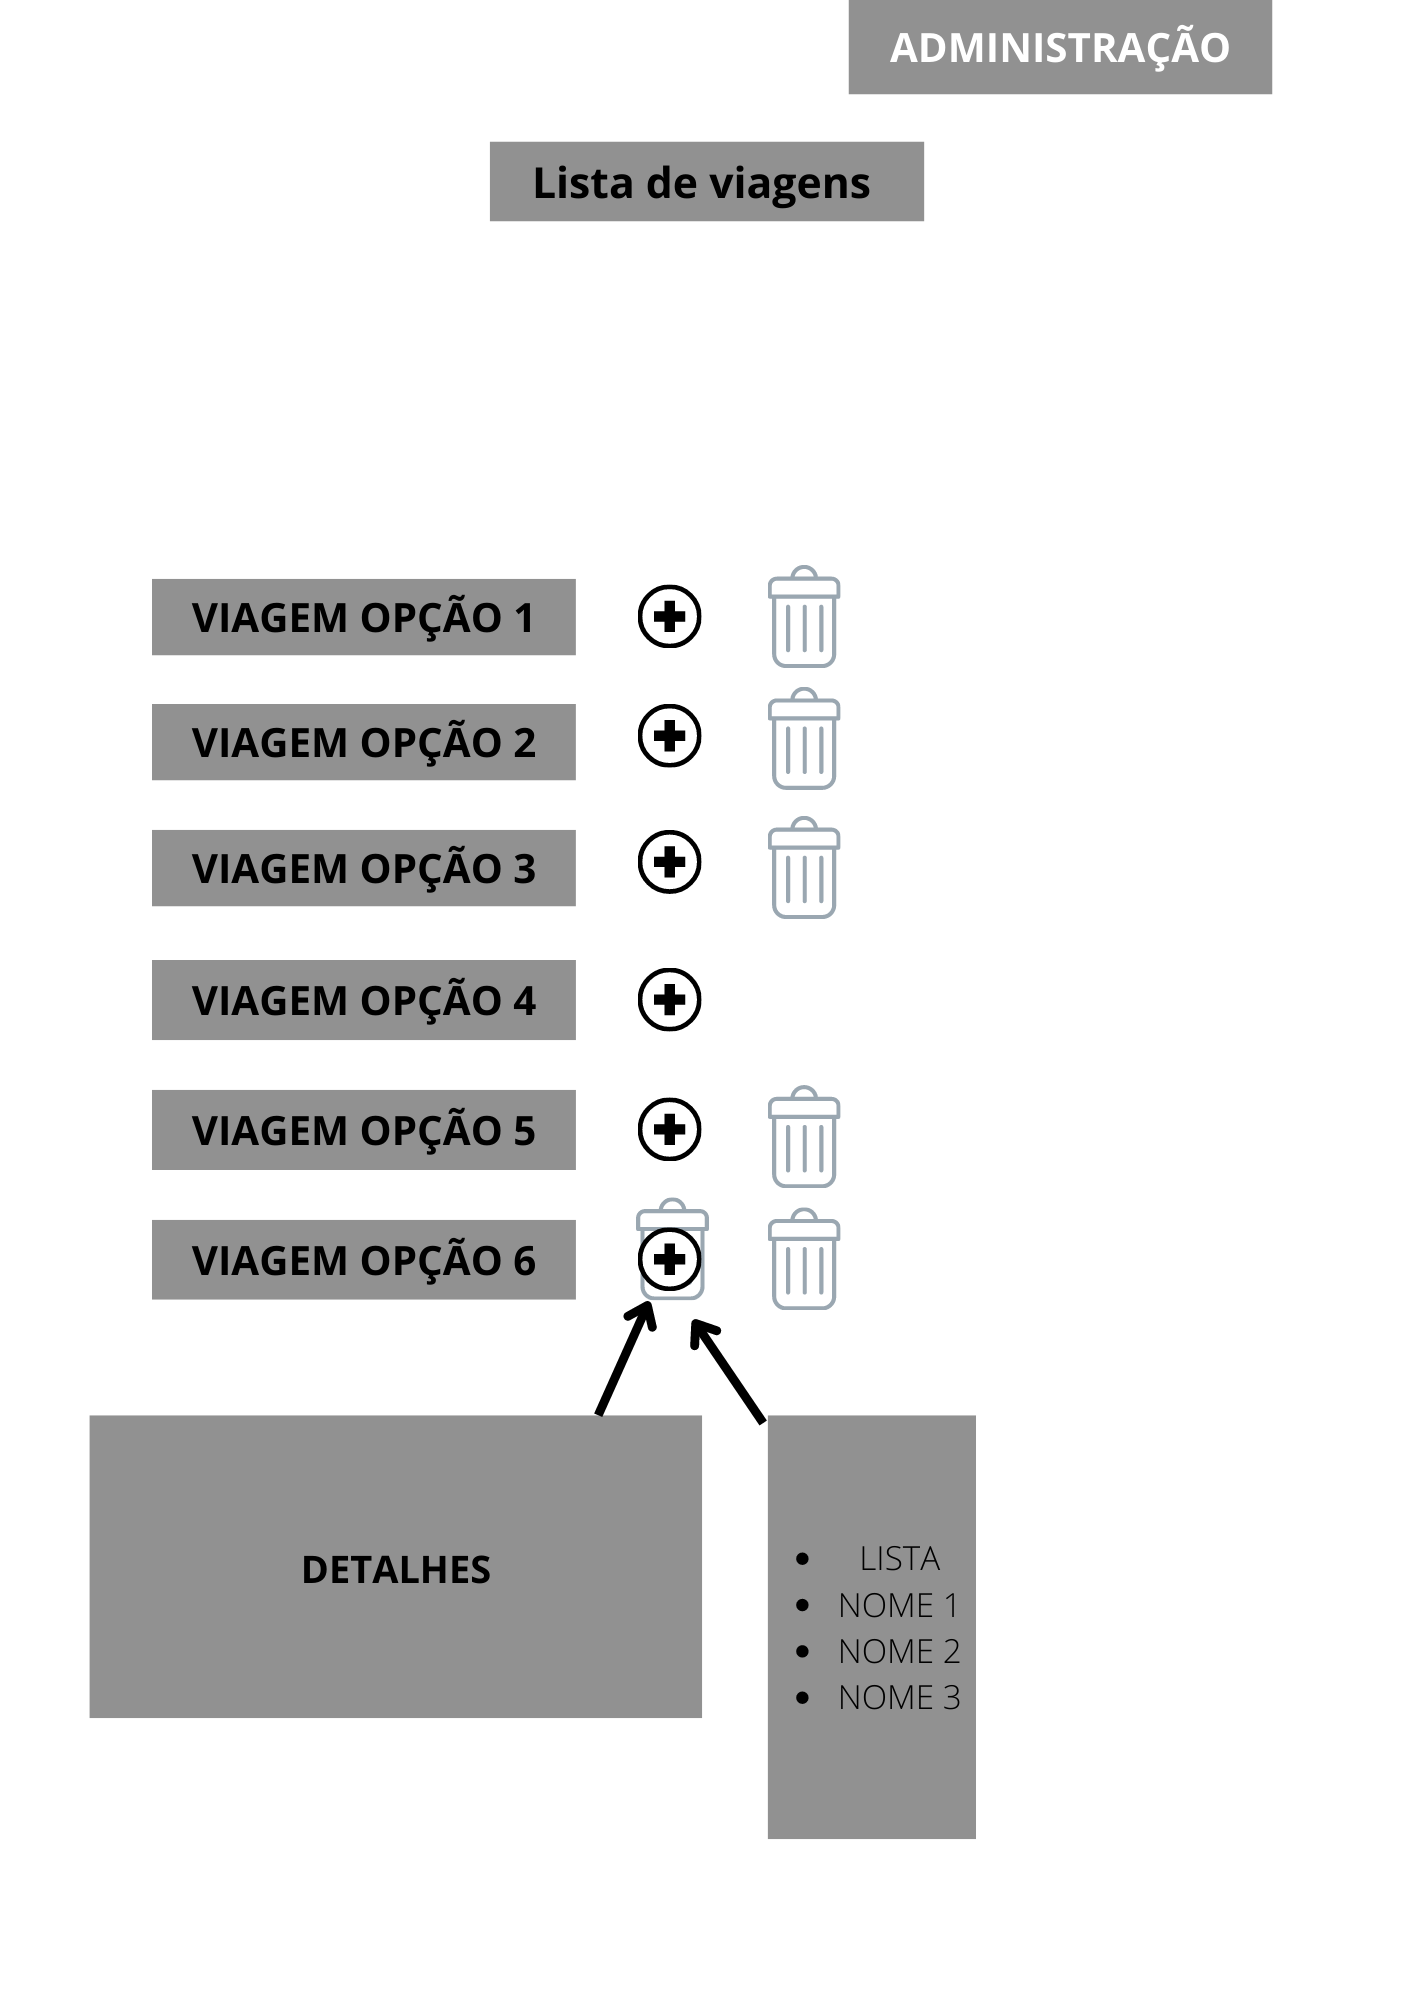 ADMINISTRAÇÃO
Lista de viagens
VIAGEM OPÇÃO 1
VIAGEM OPÇÃO 2
VIAGEM OPÇÃO 3
VIAGEM OPÇÃO 4
VIAGEM OPÇÃO 5
VIAGEM OPÇÃO 6
DETALHES
LISTA
NOME 1
NOME 2
NOME 3